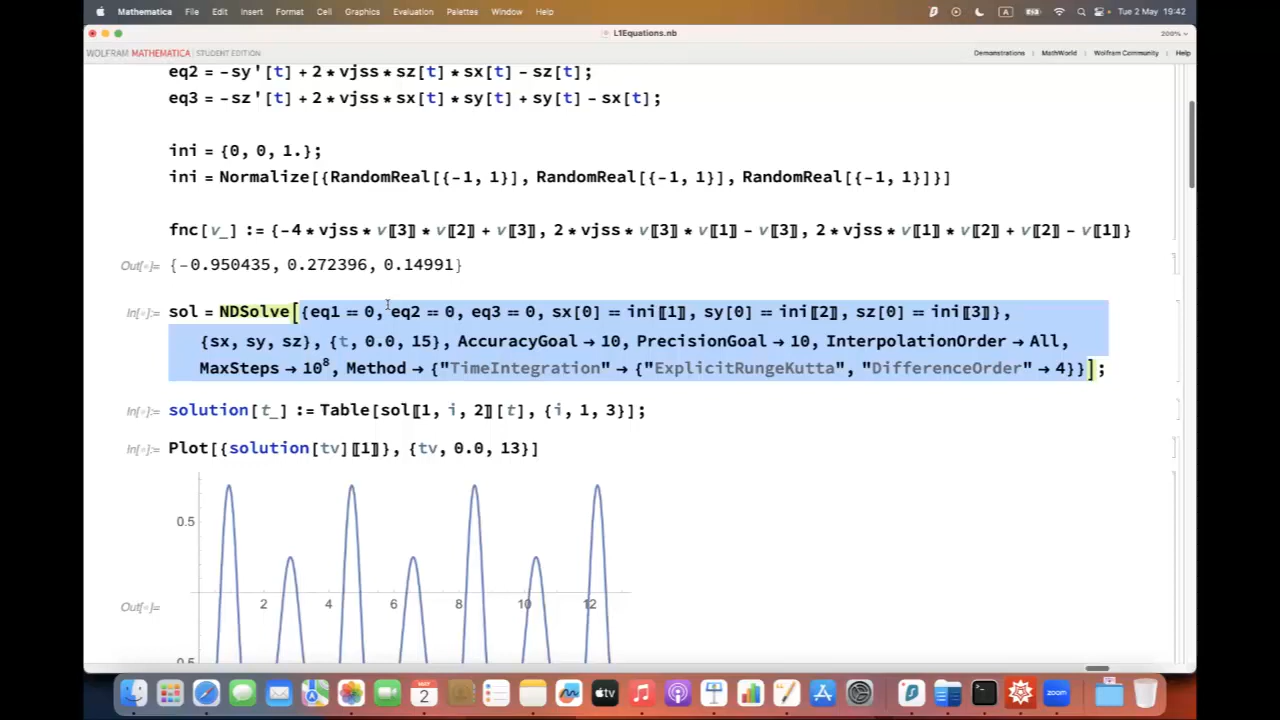 Mathematica File Edit Insert Format Cell Graphics Evaluation Palettes Window Help A Tue 2 May 19:42
L1Equations.nb 200%
WOLFRAM MATHEMATICA STUDENT EDITION Demonstrations MathWorld Wolfram Community Help
eq2 = -sy'[t] + 2*vjss*sz[t]*sx[t] - sz[t];
eq3 = -sz'[t] + 2*vjss*sx[t]*sy[t] + sy[t] - sx[t];
ini = {0, 0, 1.};
ini = Normalize[{RandomReal[{-1, 1}], RandomReal[{-1, 1}], RandomReal[{-1, 1}]}]
fnc[v_] := {-4*vjss*v〚3〛*v〚2〛 + v〚3〛, 2*vjss*v〚3〛*v〚1〛 - v〚3〛, 2*vjss*v〚1〛*v〚2〛 + v〚2〛 - v〚1〛}
Out[•]= {-0.950435, 0.272396, 0.14991}
In[•]:= sol = NDSolve[{eq1 == 0, eq2 == 0, eq3 == 0, sx[0] == ini〚1〛, sy[0] == ini〚2〛, sz[0] == ini〚3〛},
{sx, sy, sz}, {t, 0.0, 15}, AccuracyGoal → 10, PrecisionGoal → 10, InterpolationOrder → All,
MaxSteps → 10⁸, Method → {"TimeIntegration" → {"ExplicitRungeKutta", "DifferenceOrder" → 4}}];
In[•]:= solution[t_] := Table[sol〚1, i, 2〛[t], {i, 1, 3}];
In[•]:= Plot[{solution[tv]〚1〛}, {tv, 0.0, 13}]
0.5
2 4 6 8 10 12
Out[•]=
0.5
MAY
2
tv
zoom